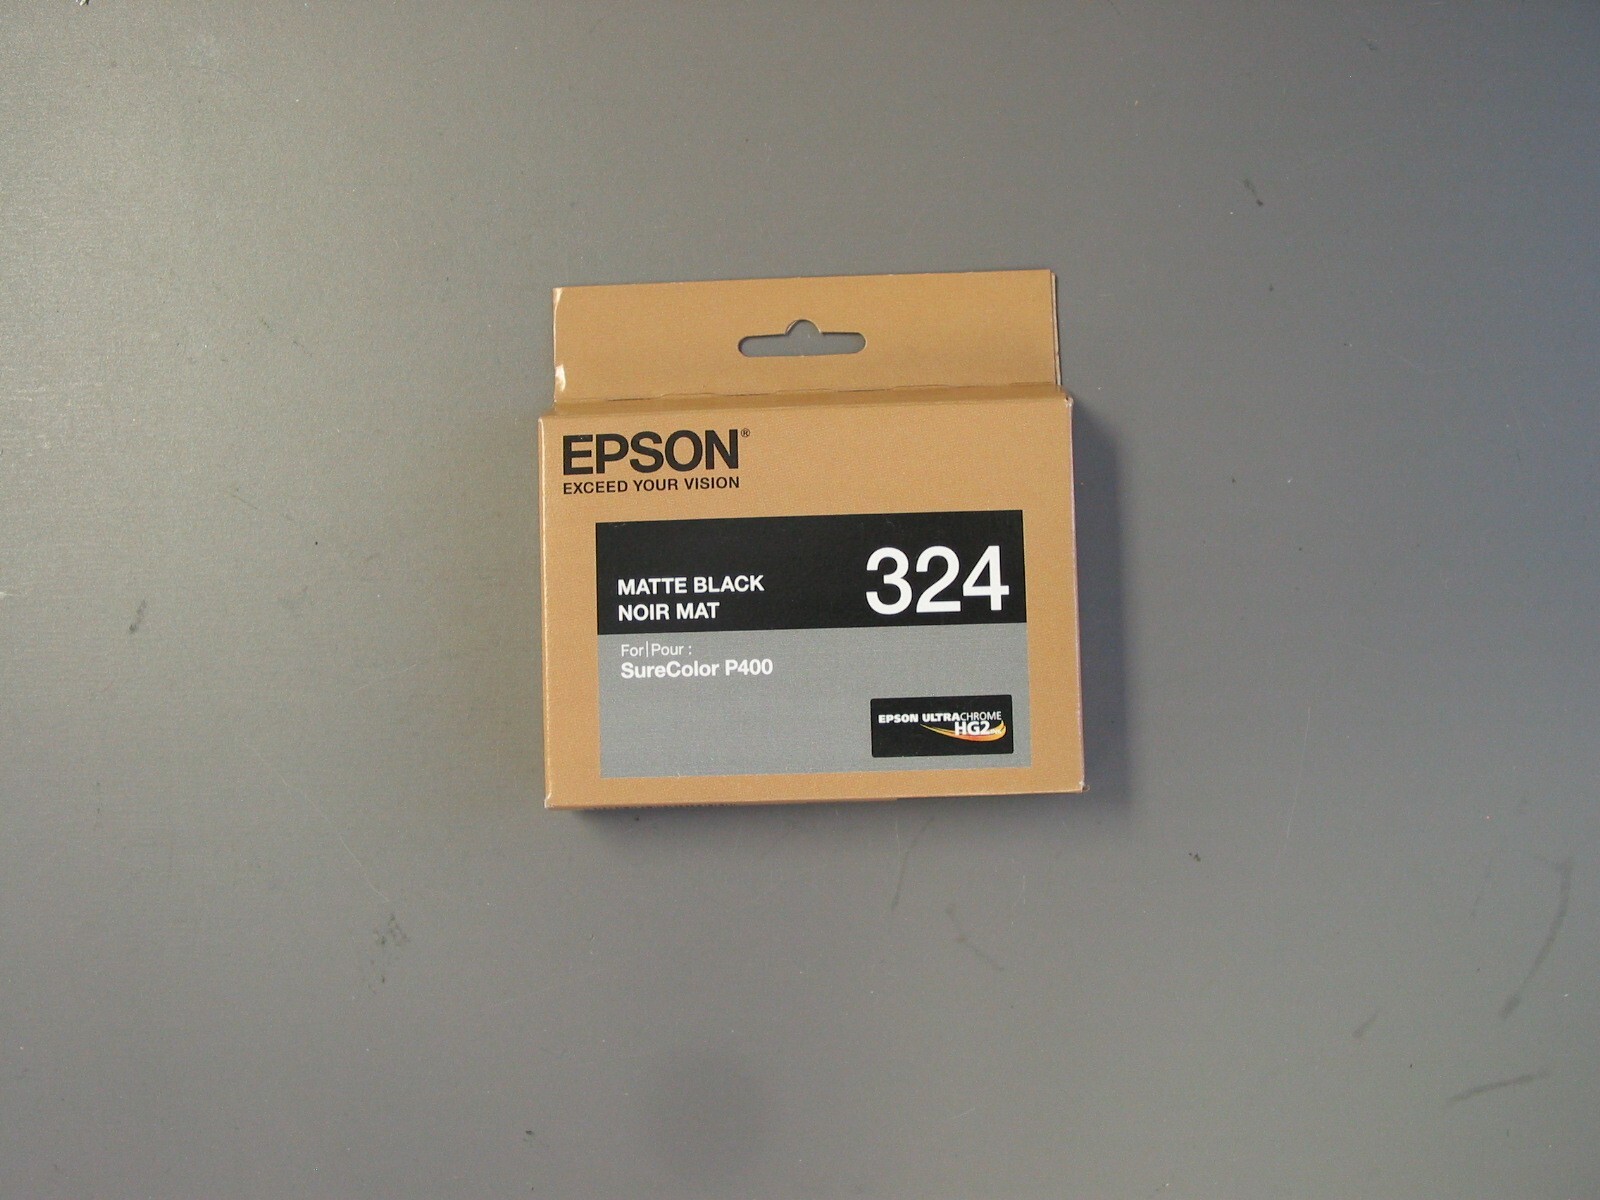 EPSON®
EXCEED YOUR VISION
MATTE BLACK
NOIR MAT
324
For|Pour :
SureColor P400
EPSON ULTRACHROME
HG2